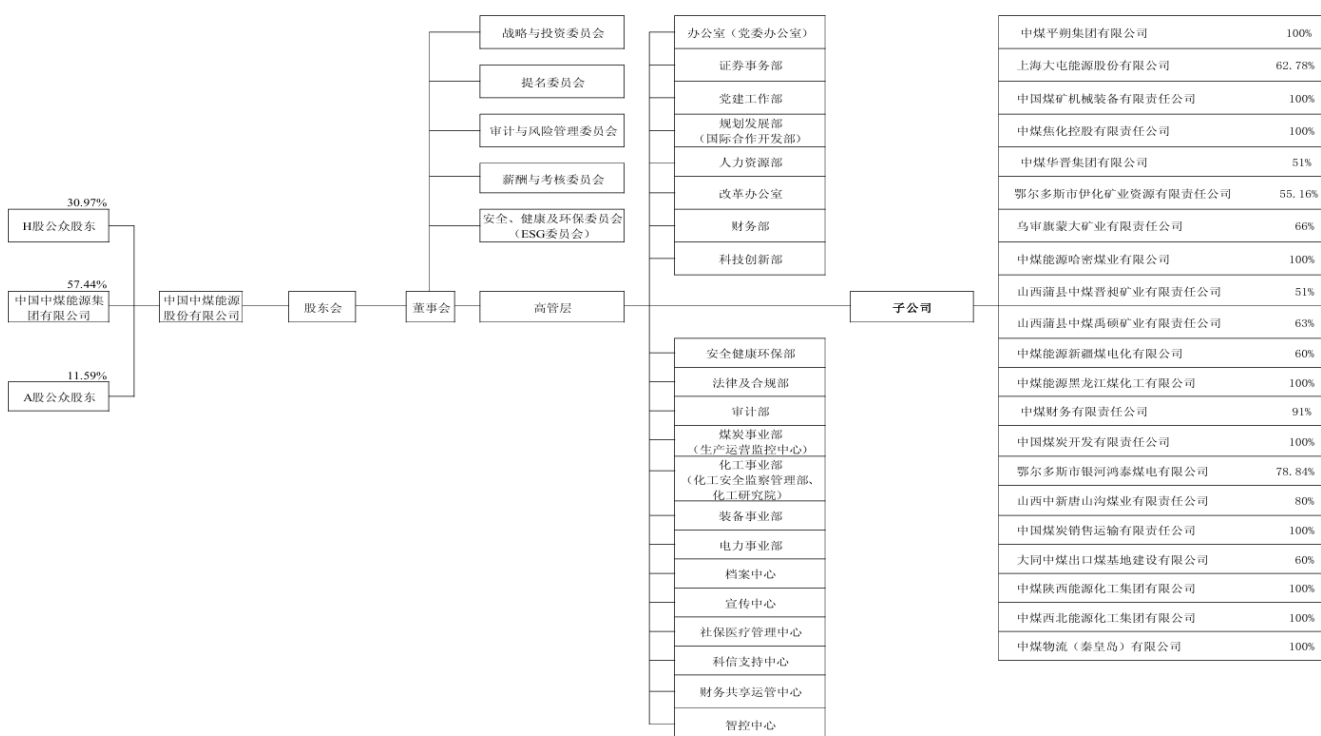 30.97%
H股公众股东
57.44%
中国中煤能源集
团有限公司
11.59%
A股公众股东
中国中煤能源
股份有限公司
股东会
董事会
战略与投资委员会
提名委员会
审计与风险管理委员会
薪酬与考核委员会
安全、健康及环保委员会
（ESG委员会）
高管层
办公室（党委办公室）
证券事务部
党建工作部
规划发展部
（国际合作开发部）
人力资源部
改革办公室
财务部
科技创新部
安全健康环保部
法律及合规部
审计部
煤炭事业部
（生产运营监控中心）
化工事业部
（化工安全监察管理部、
化工研究院）
装备事业部
电力事业部
档案中心
宣传中心
社保医疗管理中心
科信支持中心
财务共享运管中心
智控中心
子公司
中煤平朔集团有限公司 100%
上海大屯能源股份有限公司 62.78%
中国煤矿机械装备有限责任公司 100%
中煤焦化控股有限责任公司 100%
中煤华晋集团有限公司 51%
鄂尔多斯市伊化矿业资源有限责任公司 55.16%
乌审旗蒙大矿业有限责任公司 66%
中煤能源哈密煤业有限公司 100%
山西蒲县中煤晋昶矿业有限责任公司 51%
山西蒲县中煤禹硕矿业有限责任公司 63%
中煤能源新疆煤电化有限公司 60%
中煤能源黑龙江煤化工有限公司 100%
中煤财务有限责任公司 91%
中国煤炭开发有限责任公司 100%
鄂尔多斯市银河鸿泰煤电有限公司 78.84%
山西中新唐山沟煤业有限责任公司 80%
中国煤炭销售运输有限责任公司 100%
大同中煤出口煤基地建设有限公司 60%
中煤陕西能源化工集团有限公司 100%
中煤西北能源化工集团有限公司 100%
中煤物流（秦皇岛）有限公司 100%